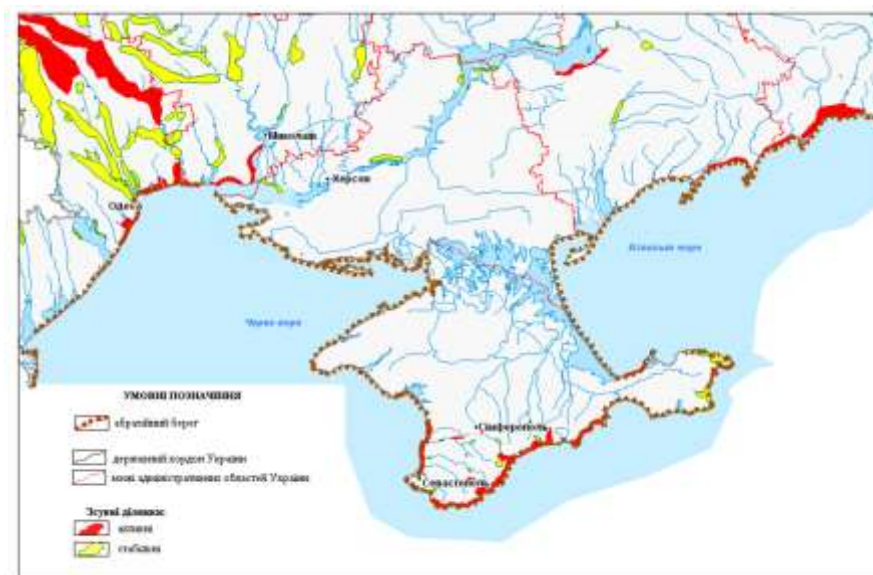 Миколаїв
Херсон
Одеса
Азовське море
Чорне море
УМОВНІ ПОЗНАЧЕННЯ
абразійний берег
Сімферополь
державний кордон України
межі адміністративних областей України
Севастополь
Зсувні ділянки:
активні
стабільні